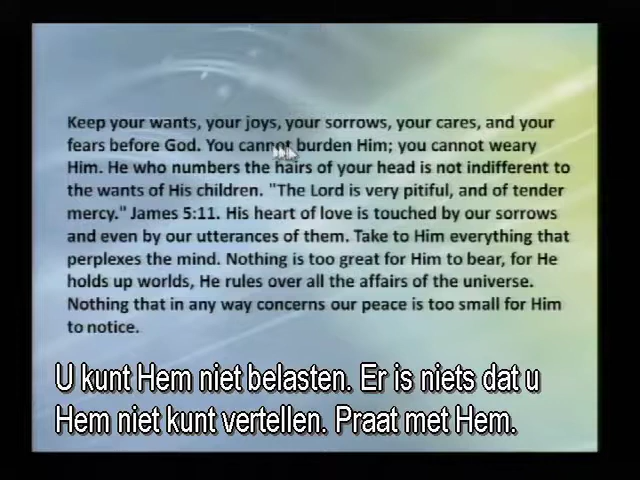 Keep your wants, your joys, your sorrows, your cares, and your
fears before God. You cannot burden Him; you cannot weary
Him. He who numbers the hairs of your head is not indifferent to
the wants of His children. "The Lord is very pitiful, and of tender
mercy." James 5:11. His heart of love is touched by our sorrows
and even by our utterances of them. Take to Him everything that
perplexes the mind. Nothing is too great for Him to bear, for He
holds up worlds, He rules over all the affairs of the universe.
Nothing that in any way concerns our peace is too small for Him
to notice.
U kunt Hem niet belasten. Er is niets dat u
Hem niet kunt vertellen. Praat met Hem.